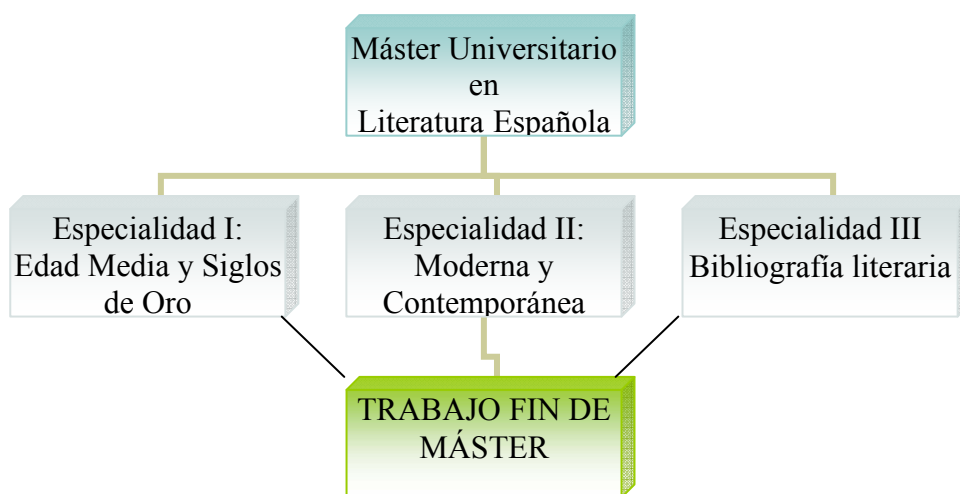 Máster Universitario
en
Literatura Española
Especialidad I:
Edad Media y Siglos
de Oro
Especialidad II:
Moderna y
Contemporánea
Especialidad III
Bibliografía literaria
TRABAJO FIN DE
MÁSTER